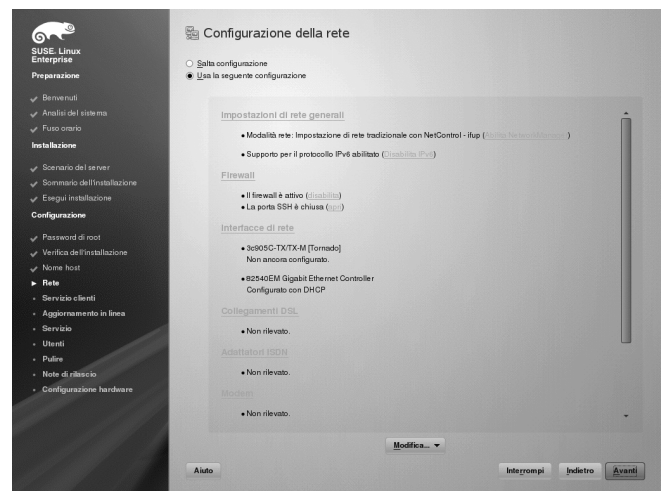 SUSE. Linux
Enterprise
Preparazione
Benvenuti
Analisi del sistema
Fuso orario
Installazione
Scenario del server
Sommario dell'installazione
Esegui installazione
Configurazione
Password di root
Verifica dell'installazione
Nome host
Rete
Servizio clienti
Aggiornamento in linea
Servizio
Utenti
Pulire
Note di rilascio
Configurazione hardware
Configurazione della rete
Salta configurazione
Usa la seguente configurazione
Impostazioni di rete generali
• Modalità rete: Impostazione di rete tradizionale con NetControl - ifup (Abilita NetworkManager)
• Supporto per il protocollo IPv6 abilitato (Disabilita IPv6)
Firewall
• Il firewall è attivo (disabilita)
• La porta SSH è chiusa (apri)
Interfacce di rete
• 3c905C-TX/TX-M [Tornado]
Non ancora configurato.
• 82540EM Gigabit Ethernet Controller
Configurato con DHCP
Collegamenti DSL
• Non rilevato.
Adattatori ISDN
• Non rilevato.
Modem
• Non rilevato.
Modifica...
Aiuto
Interrompi
Indietro
Avanti